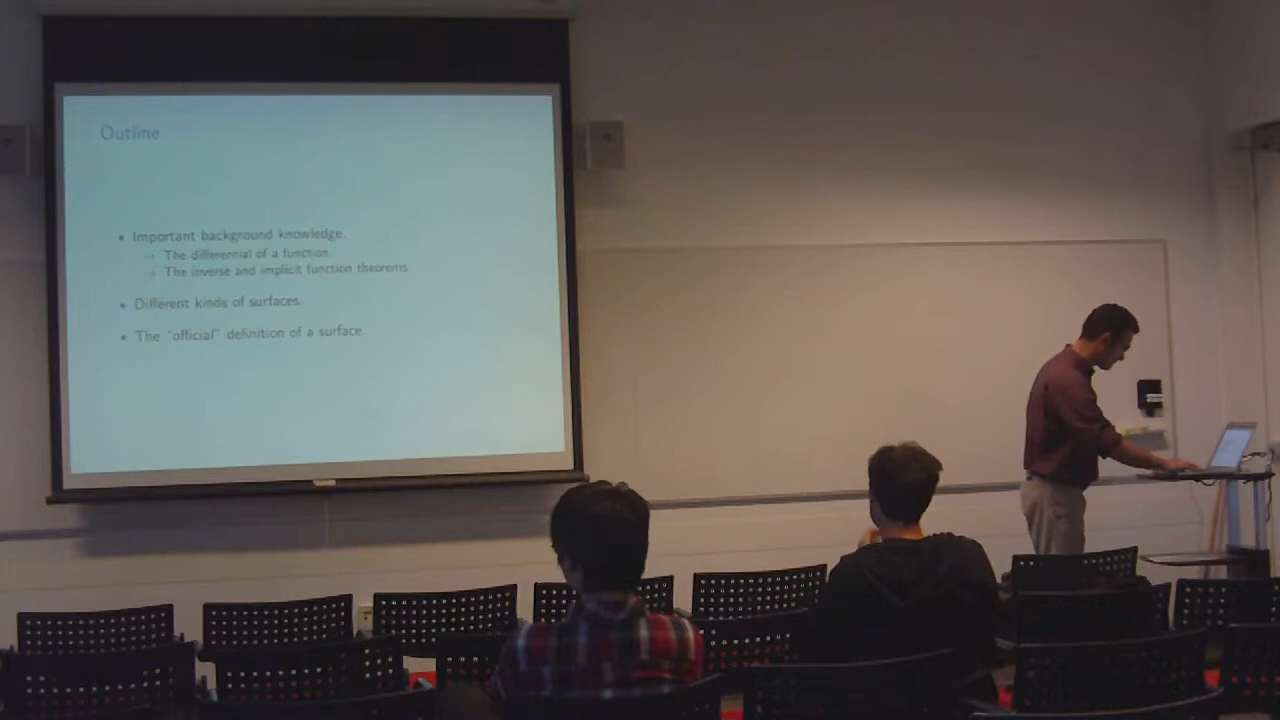 Outline
Important background knowledge.
The differential of a function.
The inverse and implicit function theorems.
Different kinds of surfaces.
The "official" definition of a surface.